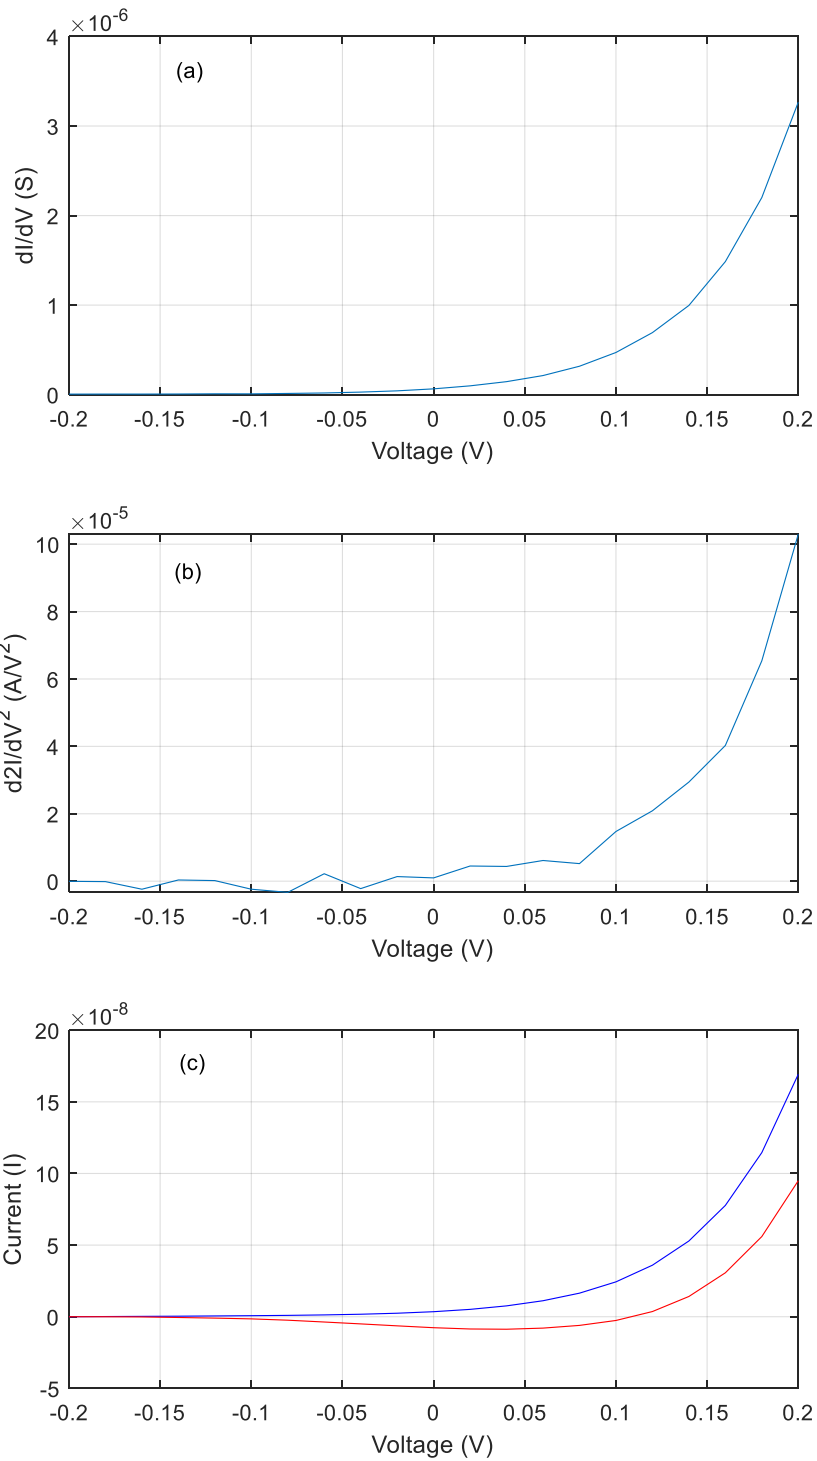 ×10-6
(a)
4
3
2
1
0
dI/dV (S)
-0.2 -0.15 -0.1 -0.05 0 0.05 0.1 0.15 0.2
Voltage (V)
×10-5
(b)
10
8
6
4
2
0
d2I/dV2 (A/V2)
-0.2 -0.15 -0.1 -0.05 0 0.05 0.1 0.15 0.2
Voltage (V)
×10-8
(c)
20
15
10
5
0
-5
Current (I)
-0.2 -0.15 -0.1 -0.05 0 0.05 0.1 0.15 0.2
Voltage (V)